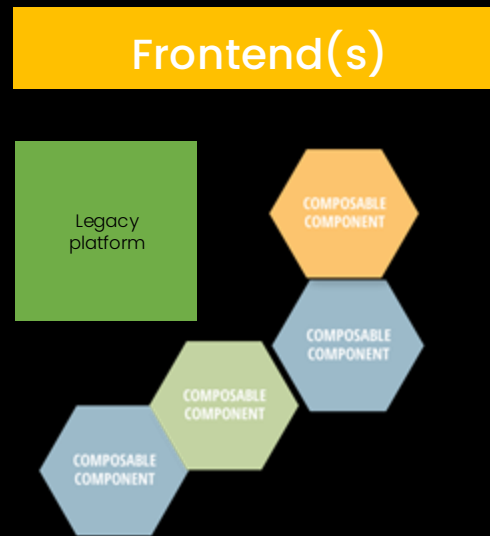 Frontend(s)
Legacy
platform
COMPOSABLE
COMPONENT
COMPOSABLE
COMPONENT
COMPOSABLE
COMPONENT
COMPOSABLE
COMPONENT